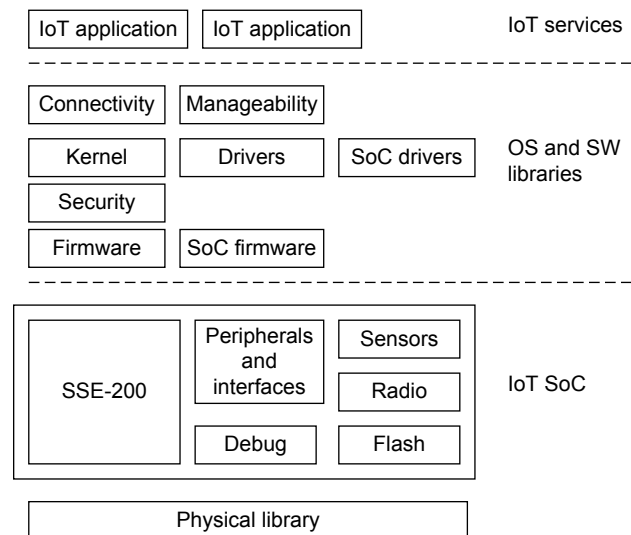 IoT application
IoT application
IoT services
Connectivity
Manageability
Kernel
Drivers
SoC drivers
OS and SW
libraries
Security
Firmware
SoC firmware
SSE-200
Peripherals
and
interfaces
Sensors
Radio
IoT SoC
Debug
Flash
Physical library